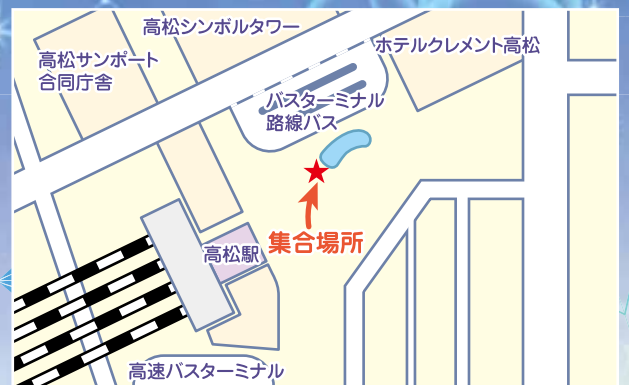 高松シンボルタワー
ホテルクレメント高松
高松サンポート
合同庁舎
バスターミナル
路線バス
集合場所
高松駅
高速バスターミナル